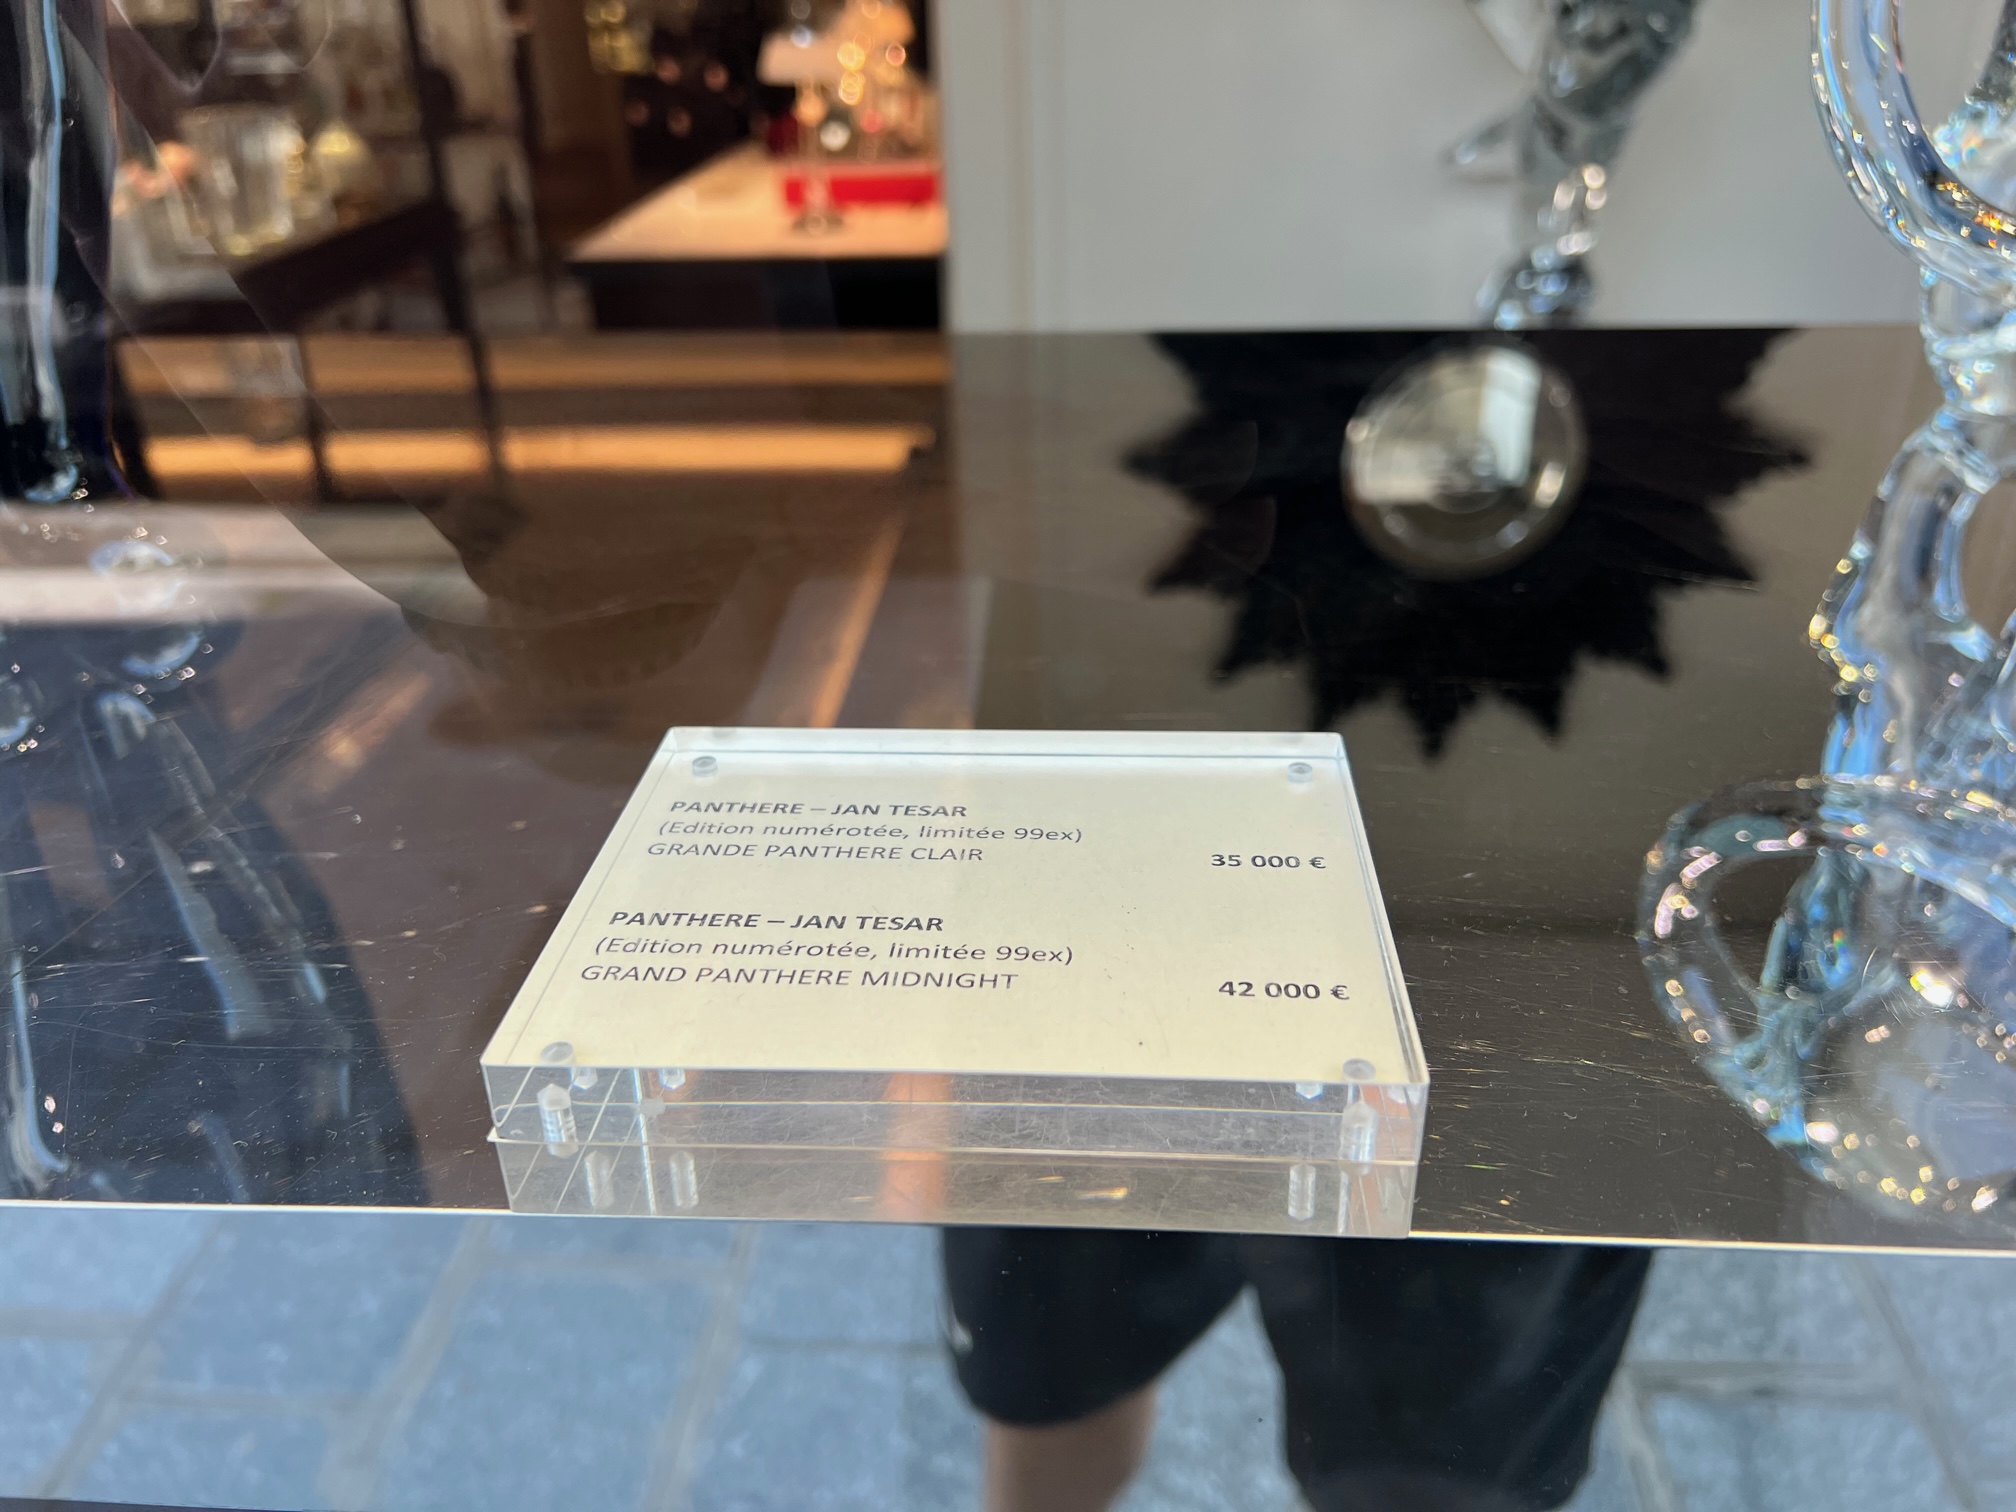 PANTHERE – JAN TESAR
(Edition numérotée, limitée 99ex)
GRANDE PANTHERE CLAIR 35 000 €
PANTHERE – JAN TESAR
(Edition numérotée, limitée 99ex)
GRAND PANTHERE MIDNIGHT 42 000 €